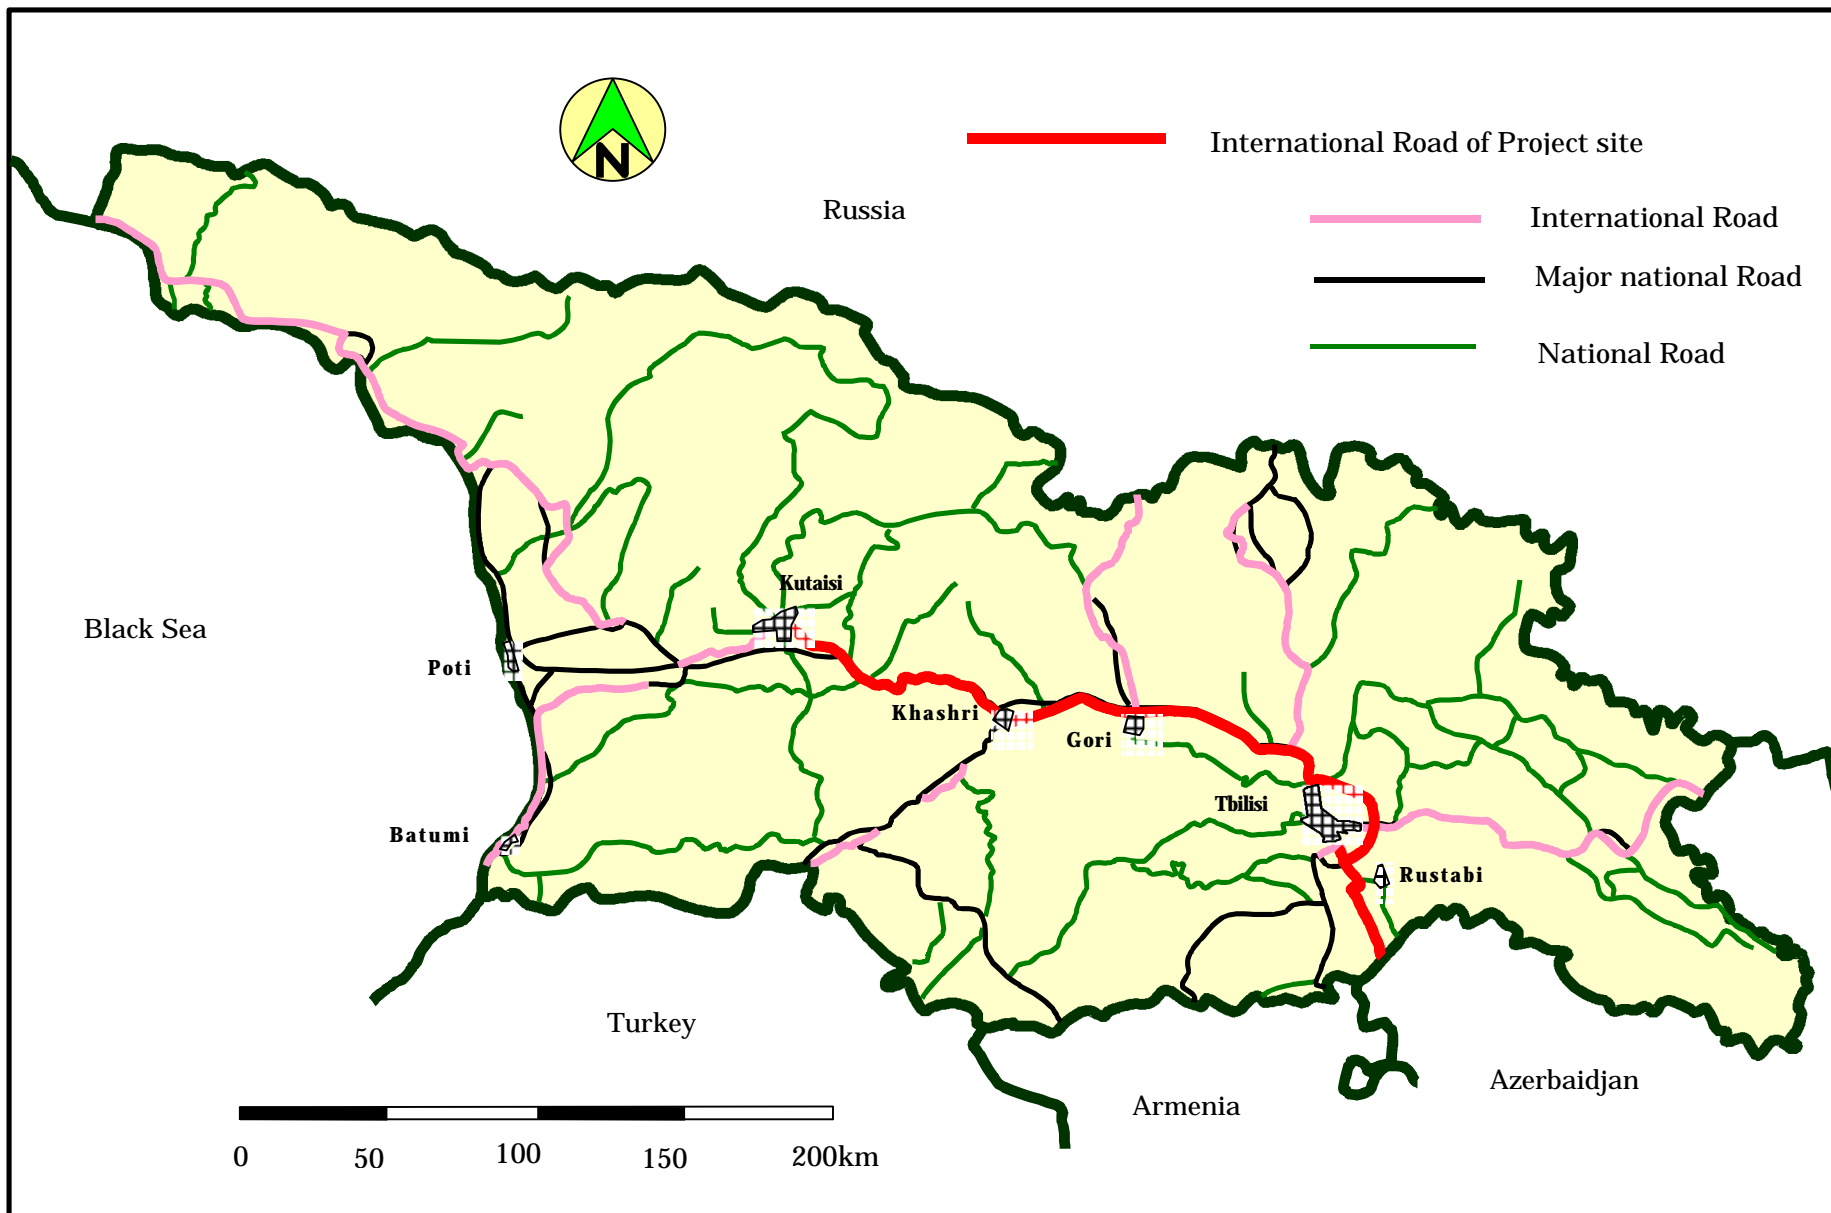 N
International Road of Project site
Russia
International Road
Major national Road
National Road
Kutaisi
Black Sea
Poti
Khashri
Gori
Tbilisi
Batumi
Rustabi
Turkey
Azerbaidjan
Armenia
0 50 100 150 200km